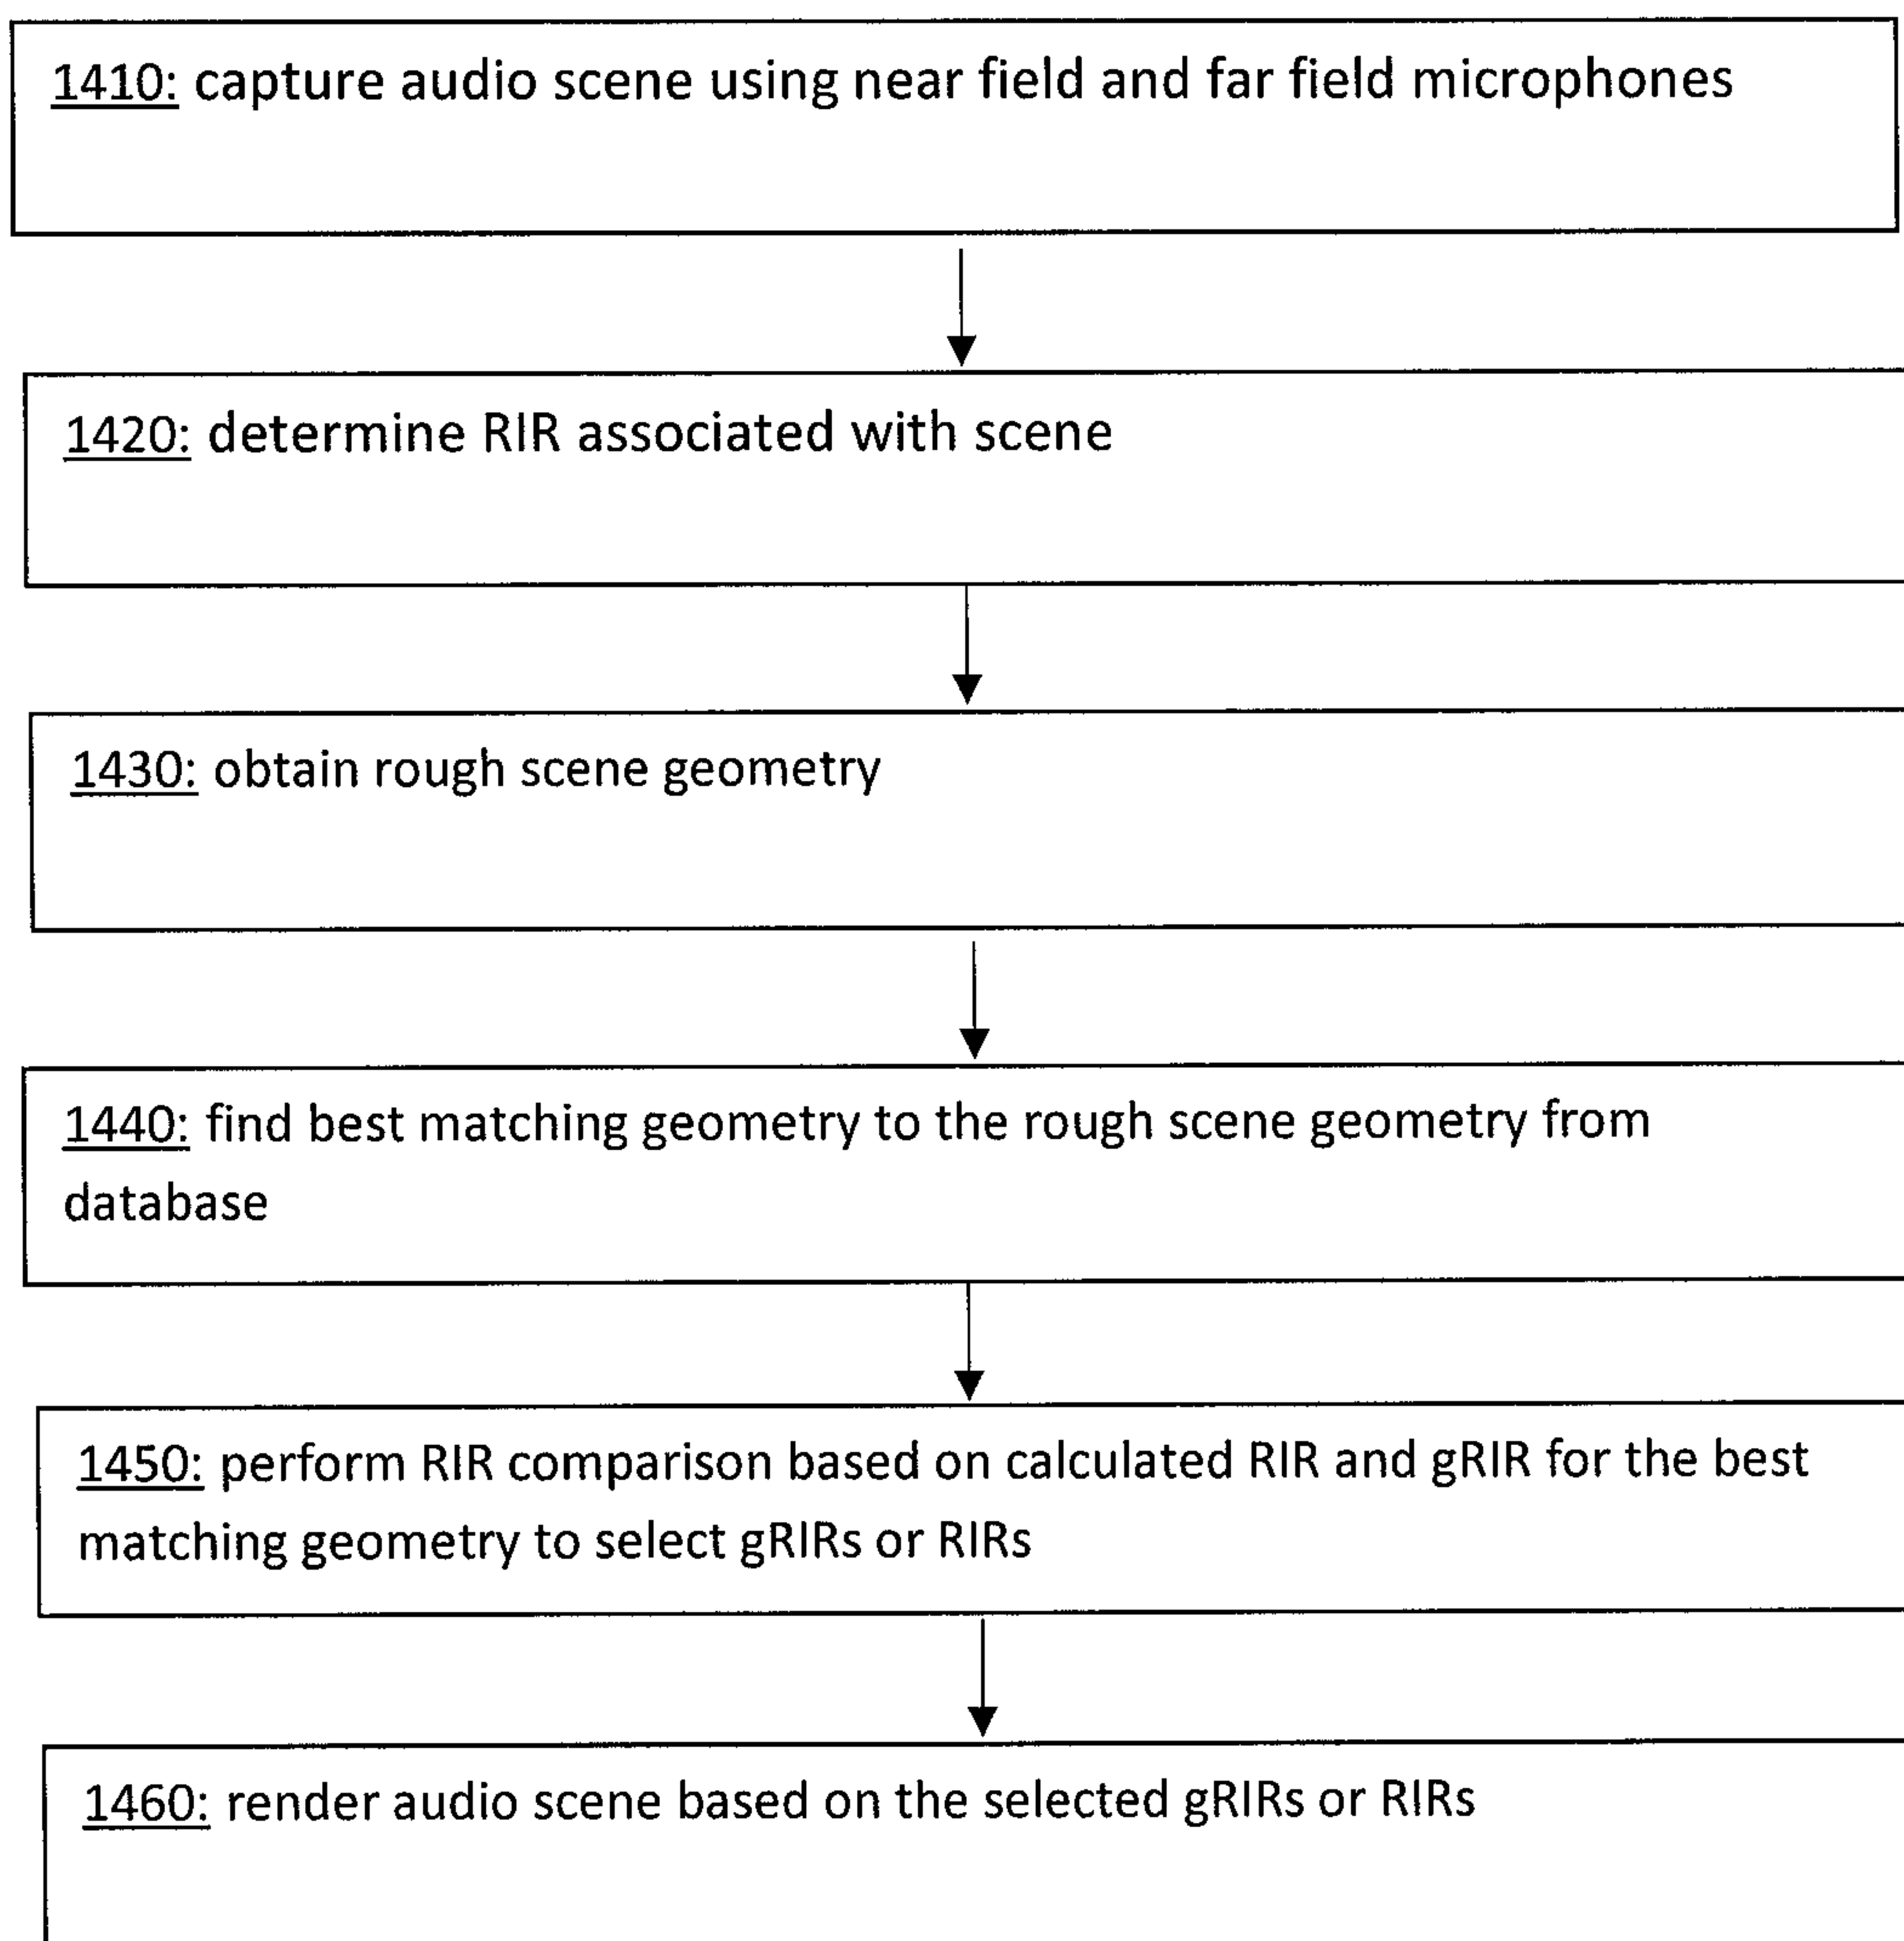 1410: capture audio scene using near field and far field microphones
1420: determine RIR associated with scene
1430: obtain rough scene geometry
1440: find best matching geometry to the rough scene geometry from
database
1450: perform RIR comparison based on calculated RIR and gRIR for the best
matching geometry to select gRIRs or RIRs
1460: render audio scene based on the selected gRIRs or RIRs